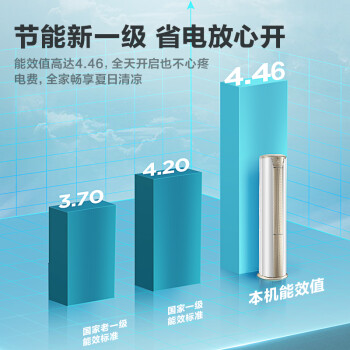 节能新一级 省电放心开
能效值高达4.46,全天开启也不心疼
电费,全家畅享夏日清凉
4.46
4.20
3.70
本机能效值
国家一级
能效标准
国家老一级
能效标准